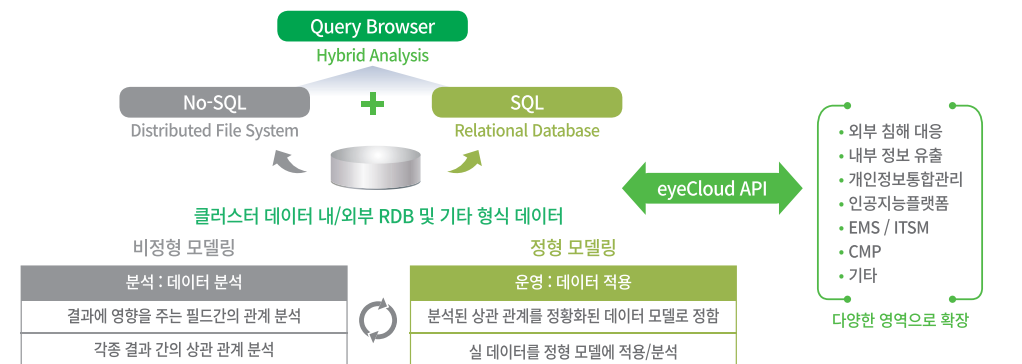 Query Browser
Hybrid Analysis
No-SQL
SQL
Distributed File System
Relational Database
클러스터 데이터 내/외부 RDB 및 기타 형식 데이터
비정형 모델링
정형 모델링
분석 : 데이터 분석
운영 : 데이터 적용
결과에 영향을 주는 필드간의 관계 분석
분석된 상관 관계를 정황화된 데이터 모델로 정함
각종 결과 간의 상관 관계 분석
실 데이터를 정형 모델에 적용/분석
eyeCloud API
• 외부 침해 대응
• 내부 정보 유출
• 개인정보통합관리
• 인공지능플랫폼
• EMS / ITSM
• CMP
• 기타
다양한 영역으로 확장